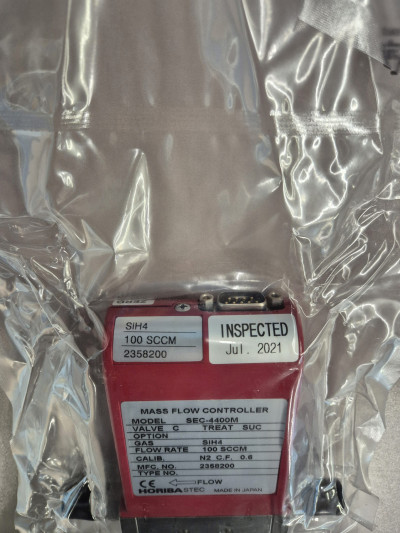 ZERO
SiH4
100 SCCM
2358200
INSPECTED
Jul. 2021
MASS FLOW CONTROLLER
MODEL SEC-4400M
VALVE C TREAT SUC
OPTION
GAS SiH4
FLOW RATE 100 SCCM
CALIB. N2 C.F. 0.6
MFC. NO. 2358200
TYPE NO.
CE FLOW
HORIBA STEC MADE IN JAPAN